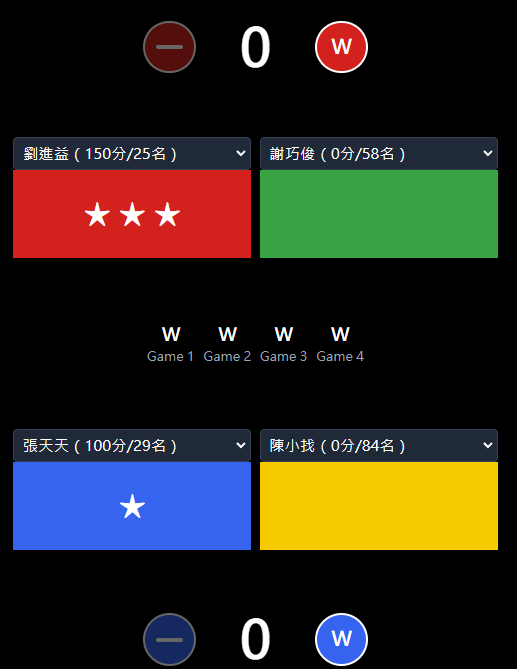 0 W
劉進益 ( 150分/25名 ) 謝巧俊 ( 0分/58名 )
★ ★ ★
W W W W
Game 1 Game 2 Game 3 Game 4
張天天 ( 100分/29名 ) 陳小找 ( 0分/84名 )
★
0 W